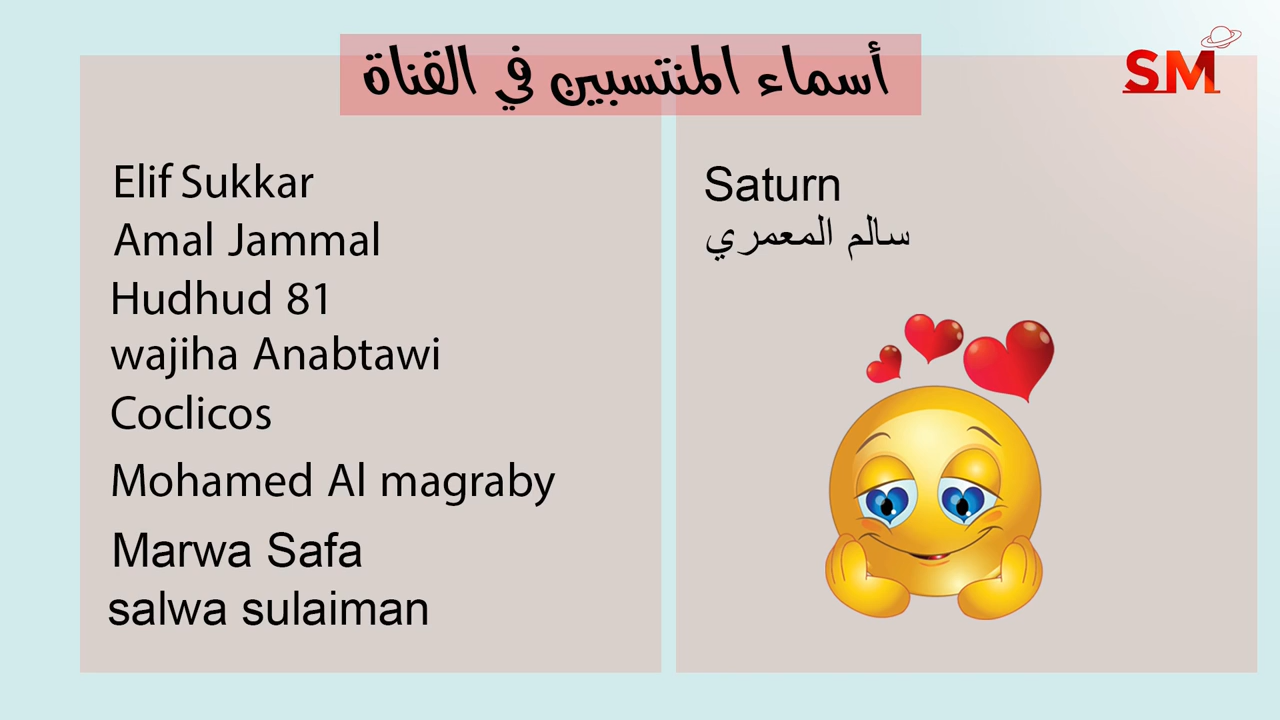 أسماء المنتسبين في القناة
SM
Elif Sukkar
Amal Jammal
Hudhud 81
wajiha Anabtawi
Coclicos
Mohamed Al magraby
Marwa Safa
salwa sulaiman
Saturn
سالم المعمري